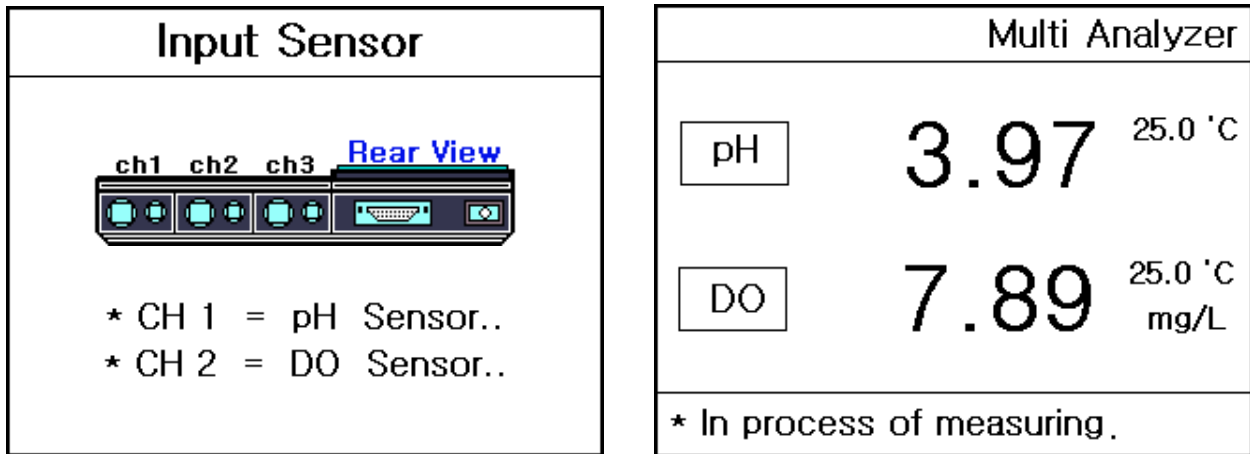 Input Sensor
ch1 ch2 ch3 Rear View
* CH 1 = pH Sensor..
* CH 2 = DO Sensor..
Multi Analyzer
pH 3.97 25.0 'C
DO 7.89 25.0 'C
mg/L
* In process of measuring.